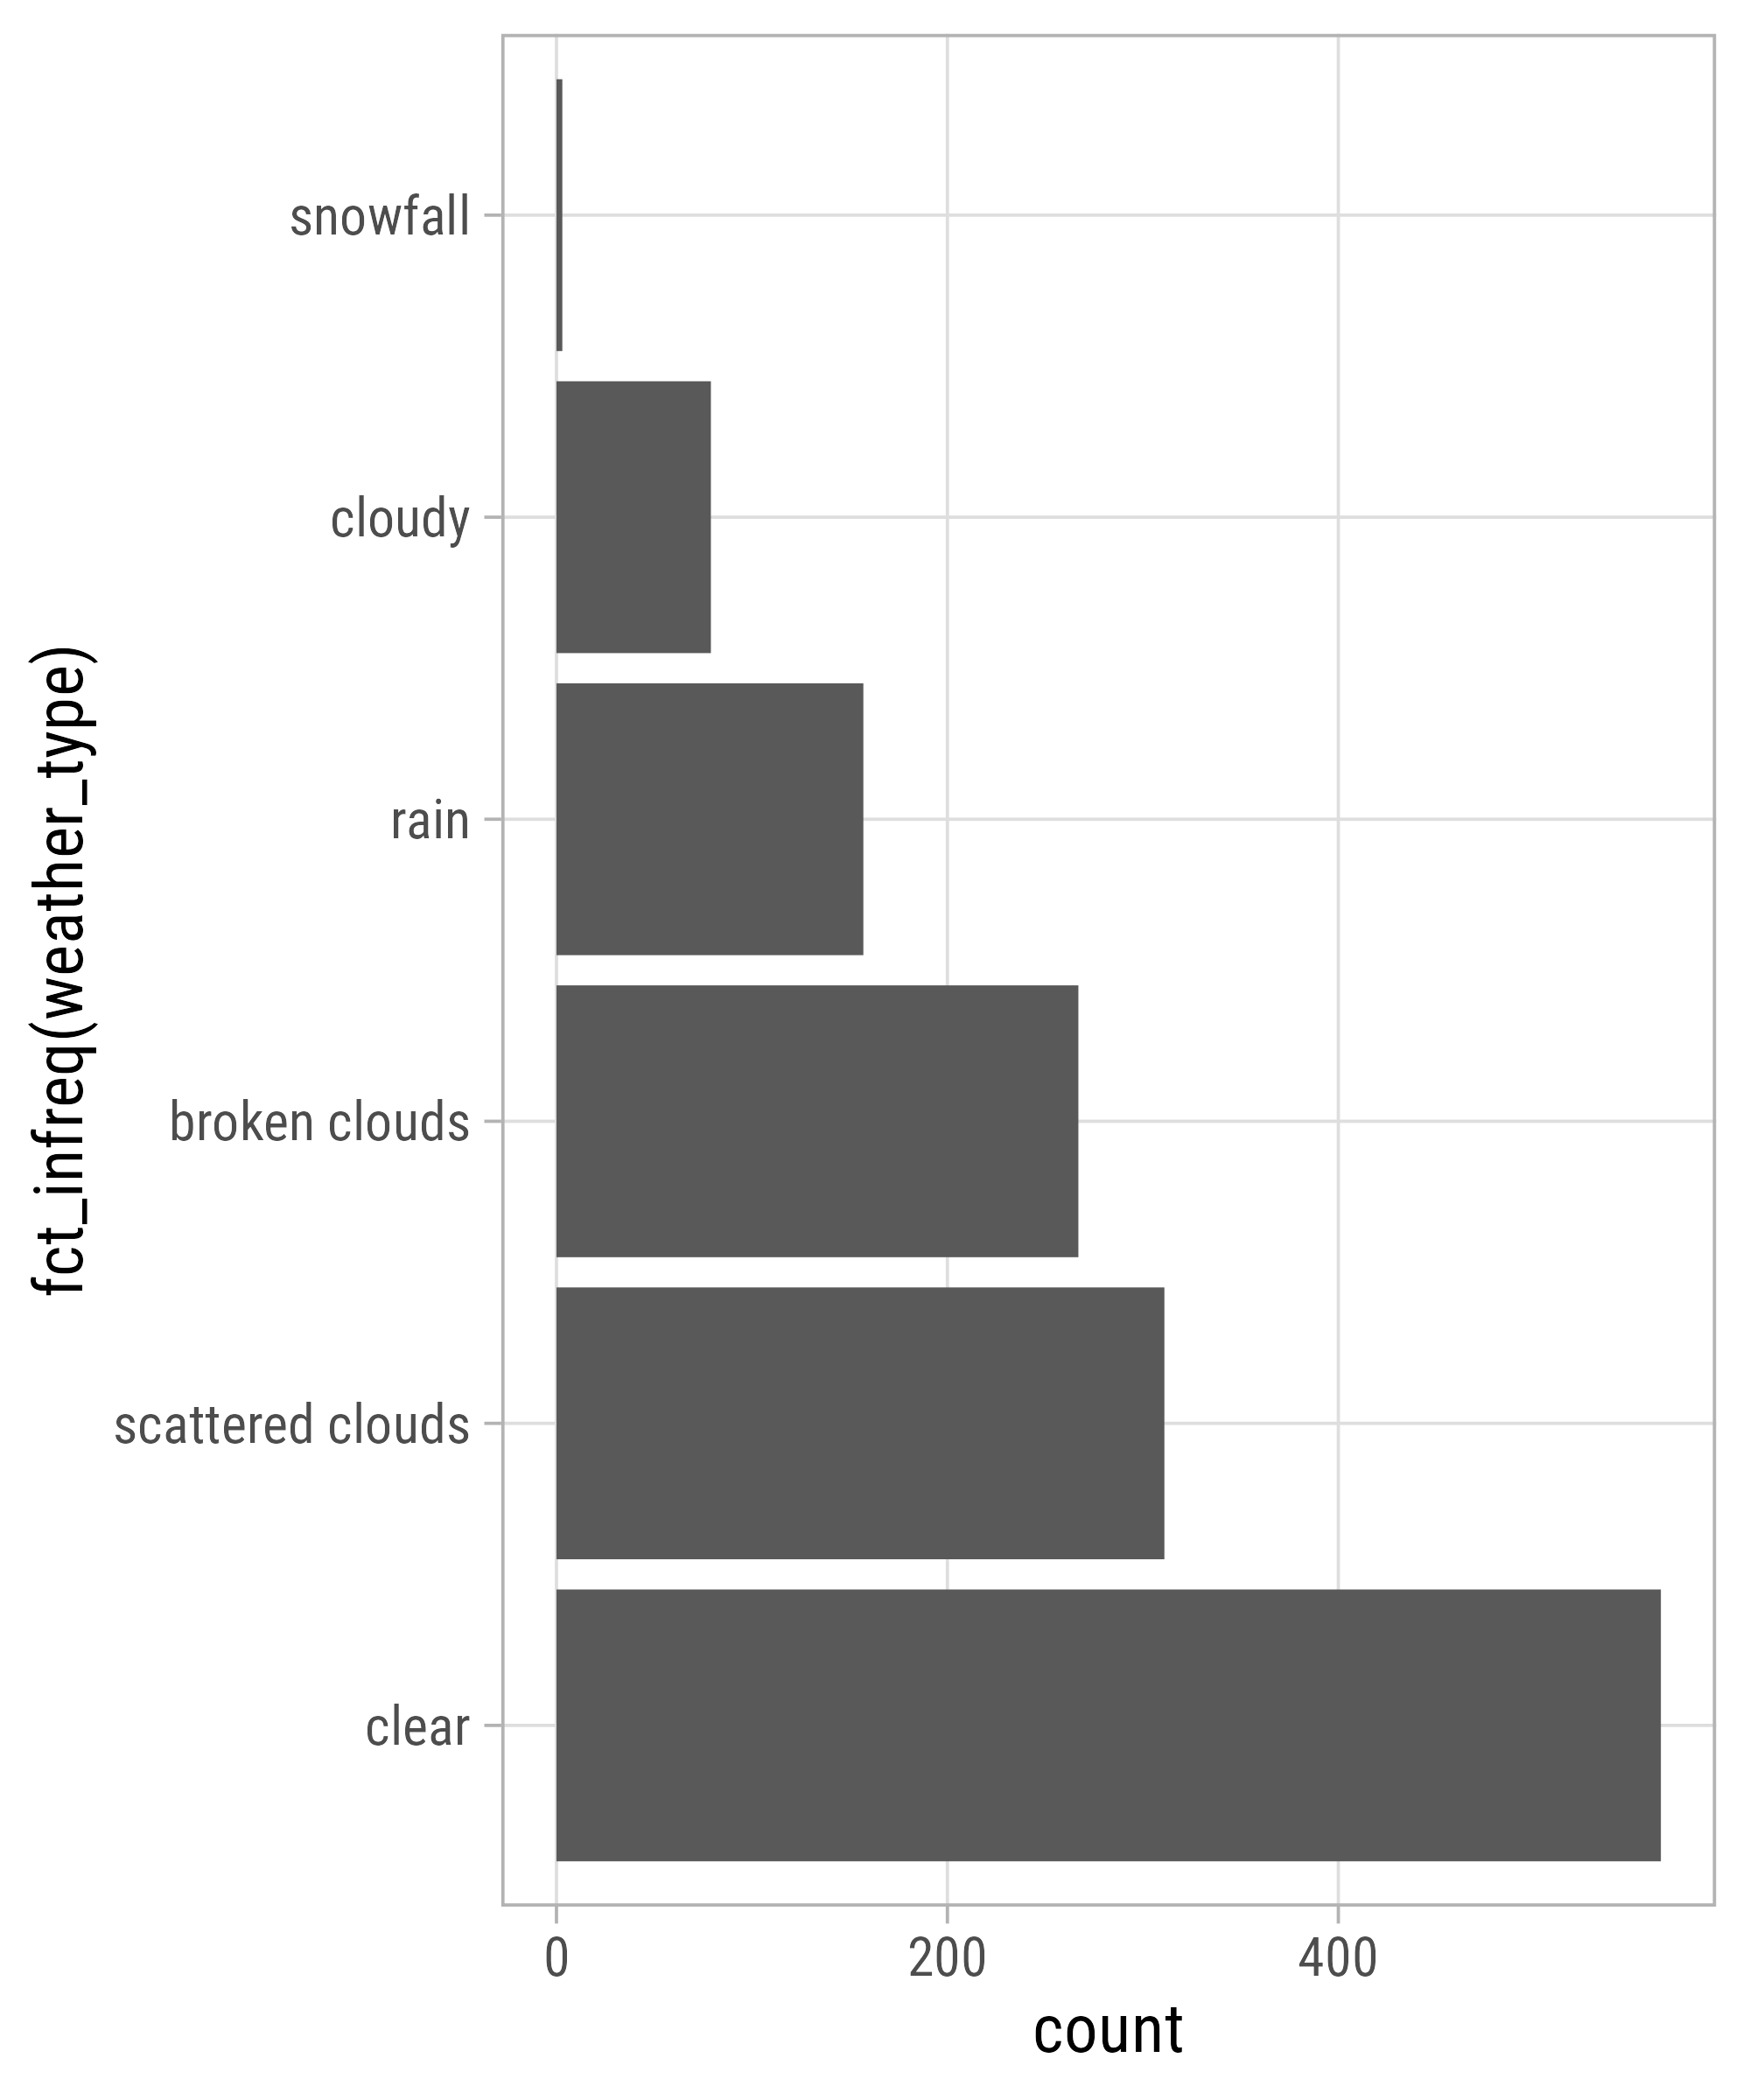 fct_infreq(weather_type)
snowfall
cloudy
rain
broken clouds
scattered clouds
clear
0 200 400
count